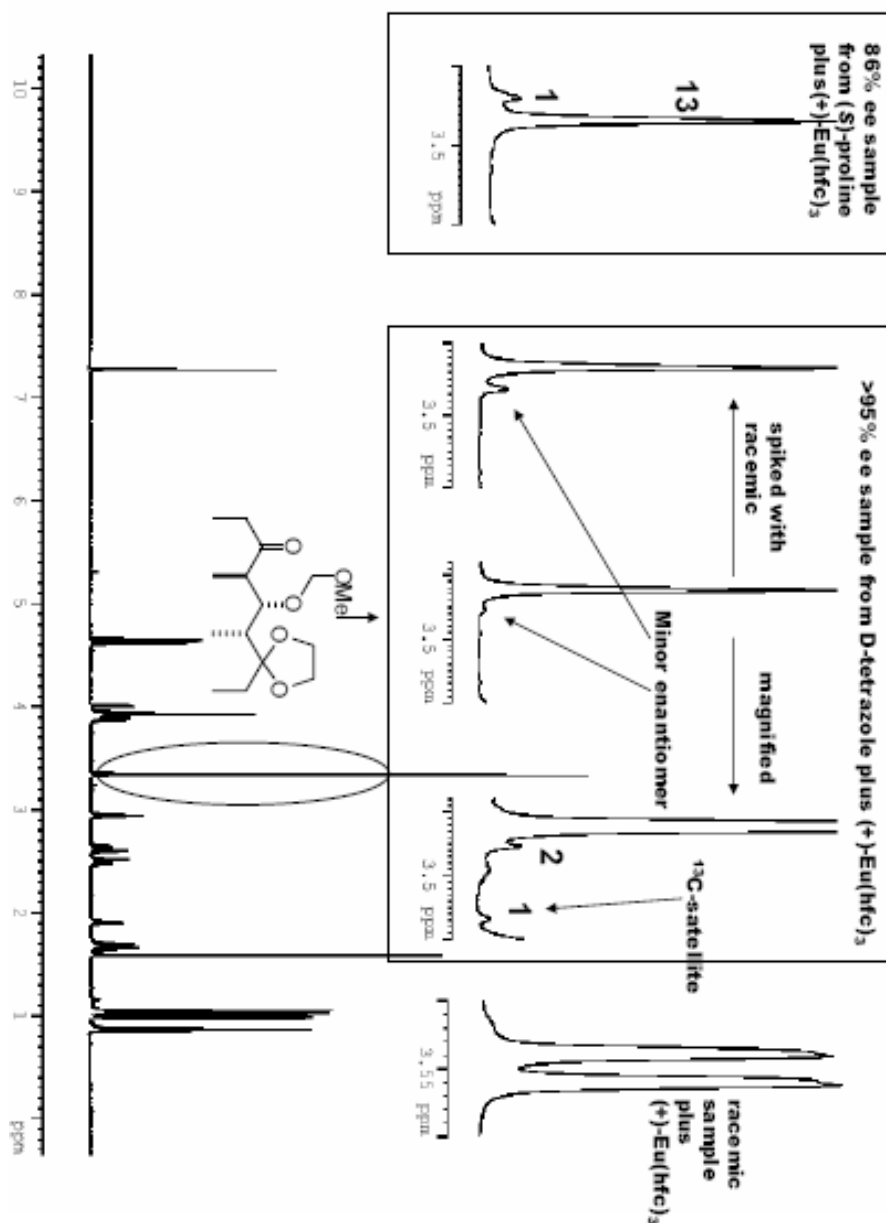 86% ee sample
from (S)-proline
plus(+)-Eu(hfc)3
13
1
3.5 ppm
>95% ee sample from D-tetrazole plus (+)-Eu(hfc)3
spiked with
racemic
magnified
Minor enantiomer
13C-satellite
2
1
3.5 ppm
3.5 ppm
3.5 ppm
racemic
sample
plus
(+)-Eu(hfc)3
3.55 ppm
OMe
O
O
O
O
10 9 8 7 6 5 4 3 2 1 ppm